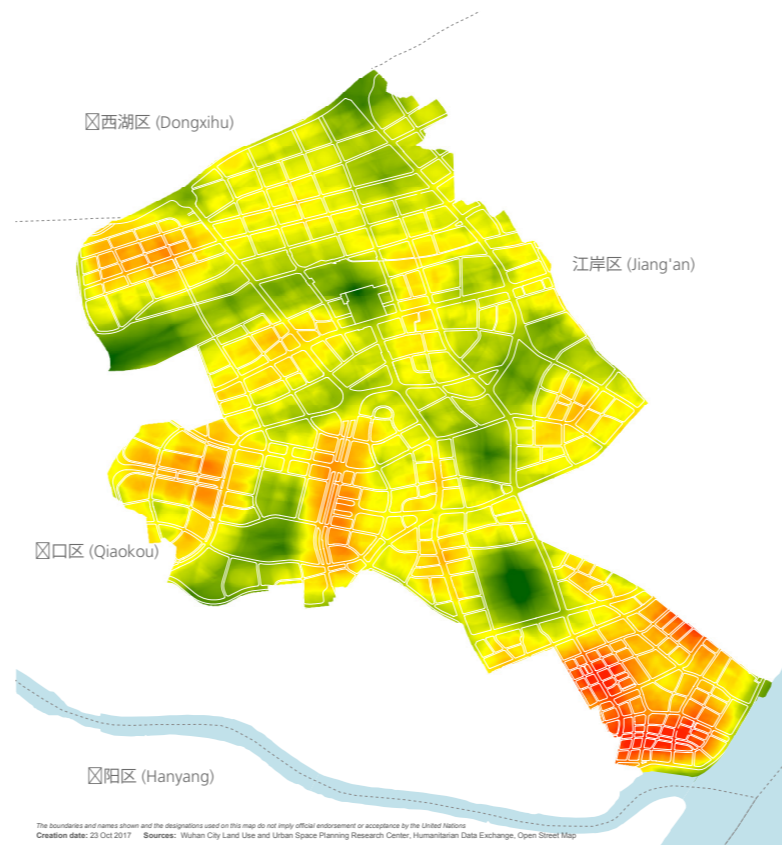 西湖区 (Dongxihu)
江岸区 (Jiang'an)
口区 (Qiaokou)
阳区 (Hanyang)
The boundaries and names shown and the designations used on this map do not imply official endorsement or acceptance by the United Nations
Creation date: 23 Oct 2017 Sources: Wuhan City Land Use and Urban Space Planning Research Center, Humanitarian Data Exchange, Open Street Map